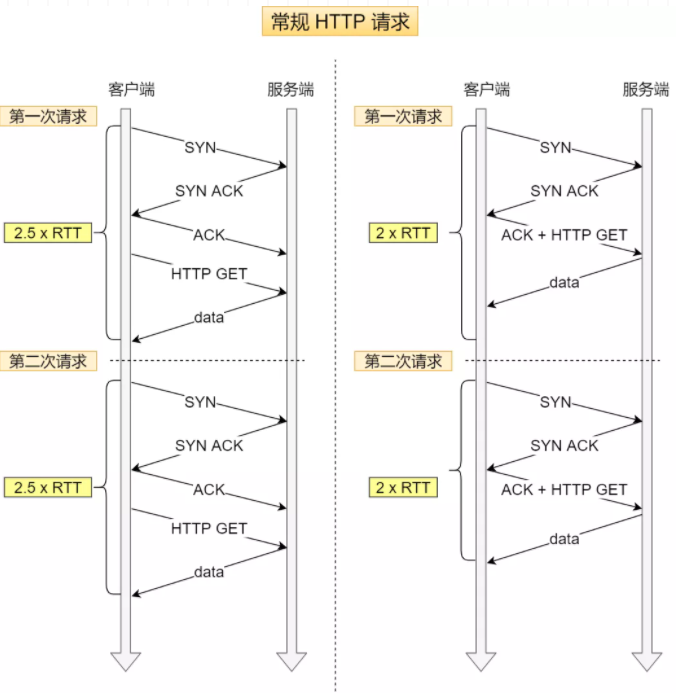 常规 HTTP 请求
客户端
服务端
第一次请求
SYN
SYN ACK
2.5 x RTT
ACK
HTTP GET
data
第二次请求
SYN
SYN ACK
2.5 x RTT
ACK
HTTP GET
data
客户端
服务端
第一次请求
SYN
SYN ACK
2 x RTT
ACK + HTTP GET
data
第二次请求
SYN
SYN ACK
2 x RTT
ACK + HTTP GET
data